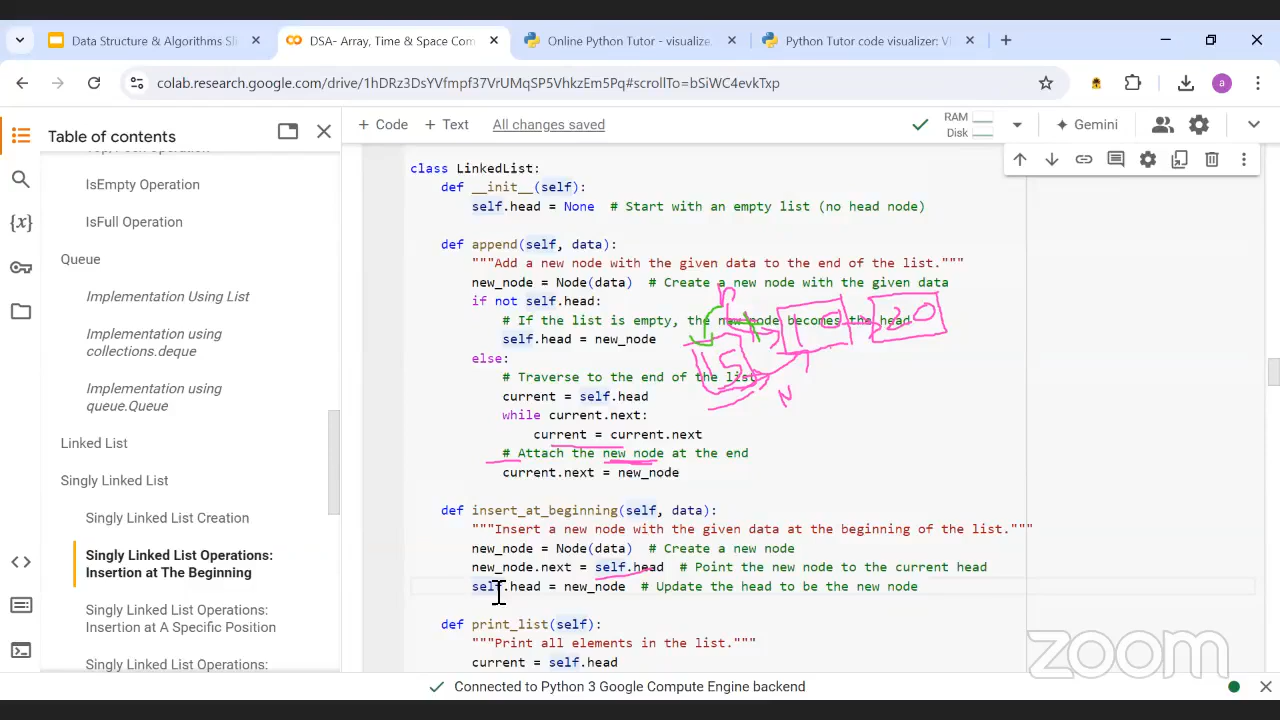 Data Structure & Algorithms Sl
DSA- Array, Time & Space Com
Online Python Tutor - visualize
Python Tutor code visualizer: Vi
colab.research.google.com/drive/1hDRz3DsYVfmpf37VrUMqSP5VhkzEm5Pq#scrollTo=bSiWC4evkTxp
a
Table of contents
+ Code + Text All changes saved
RAM
Disk
Gemini
IsEmpty Operation
IsFull Operation
Queue
Implementation Using List
Implementation using
collections.deque
Implementation using
queue.Queue
Linked List
Singly Linked List
Singly Linked List Creation
Singly Linked List Operations:
Insertion at The Beginning
Singly Linked List Operations:
Insertion at A Specific Position
Singly Linked List Operations:
class LinkedList:
def __init__(self):
self.head = None # Start with an empty list (no head node)
def append(self, data):
"""Add a new node with the given data to the end of the list."""
new_node = Node(data) # Create a new node with the given data
if not self.head:
# If the list is empty, the new node becomes the head
self.head = new_node
else:
# Traverse to the end of the list
current = self.head
while current.next:
current = current.next
# Attach the new node at the end
current.next = new_node
def insert_at_beginning(self, data):
"""Insert a new node with the given data at the beginning of the list."""
new_node = Node(data) # Create a new node
new_node.next = self.head # Point the new node to the current head
self.head = new_node # Update the head to be the new node
def print_list(self):
"""Print all elements in the list."""
current = self.head
h
10
20
15
N
zoom
Connected to Python 3 Google Compute Engine backend